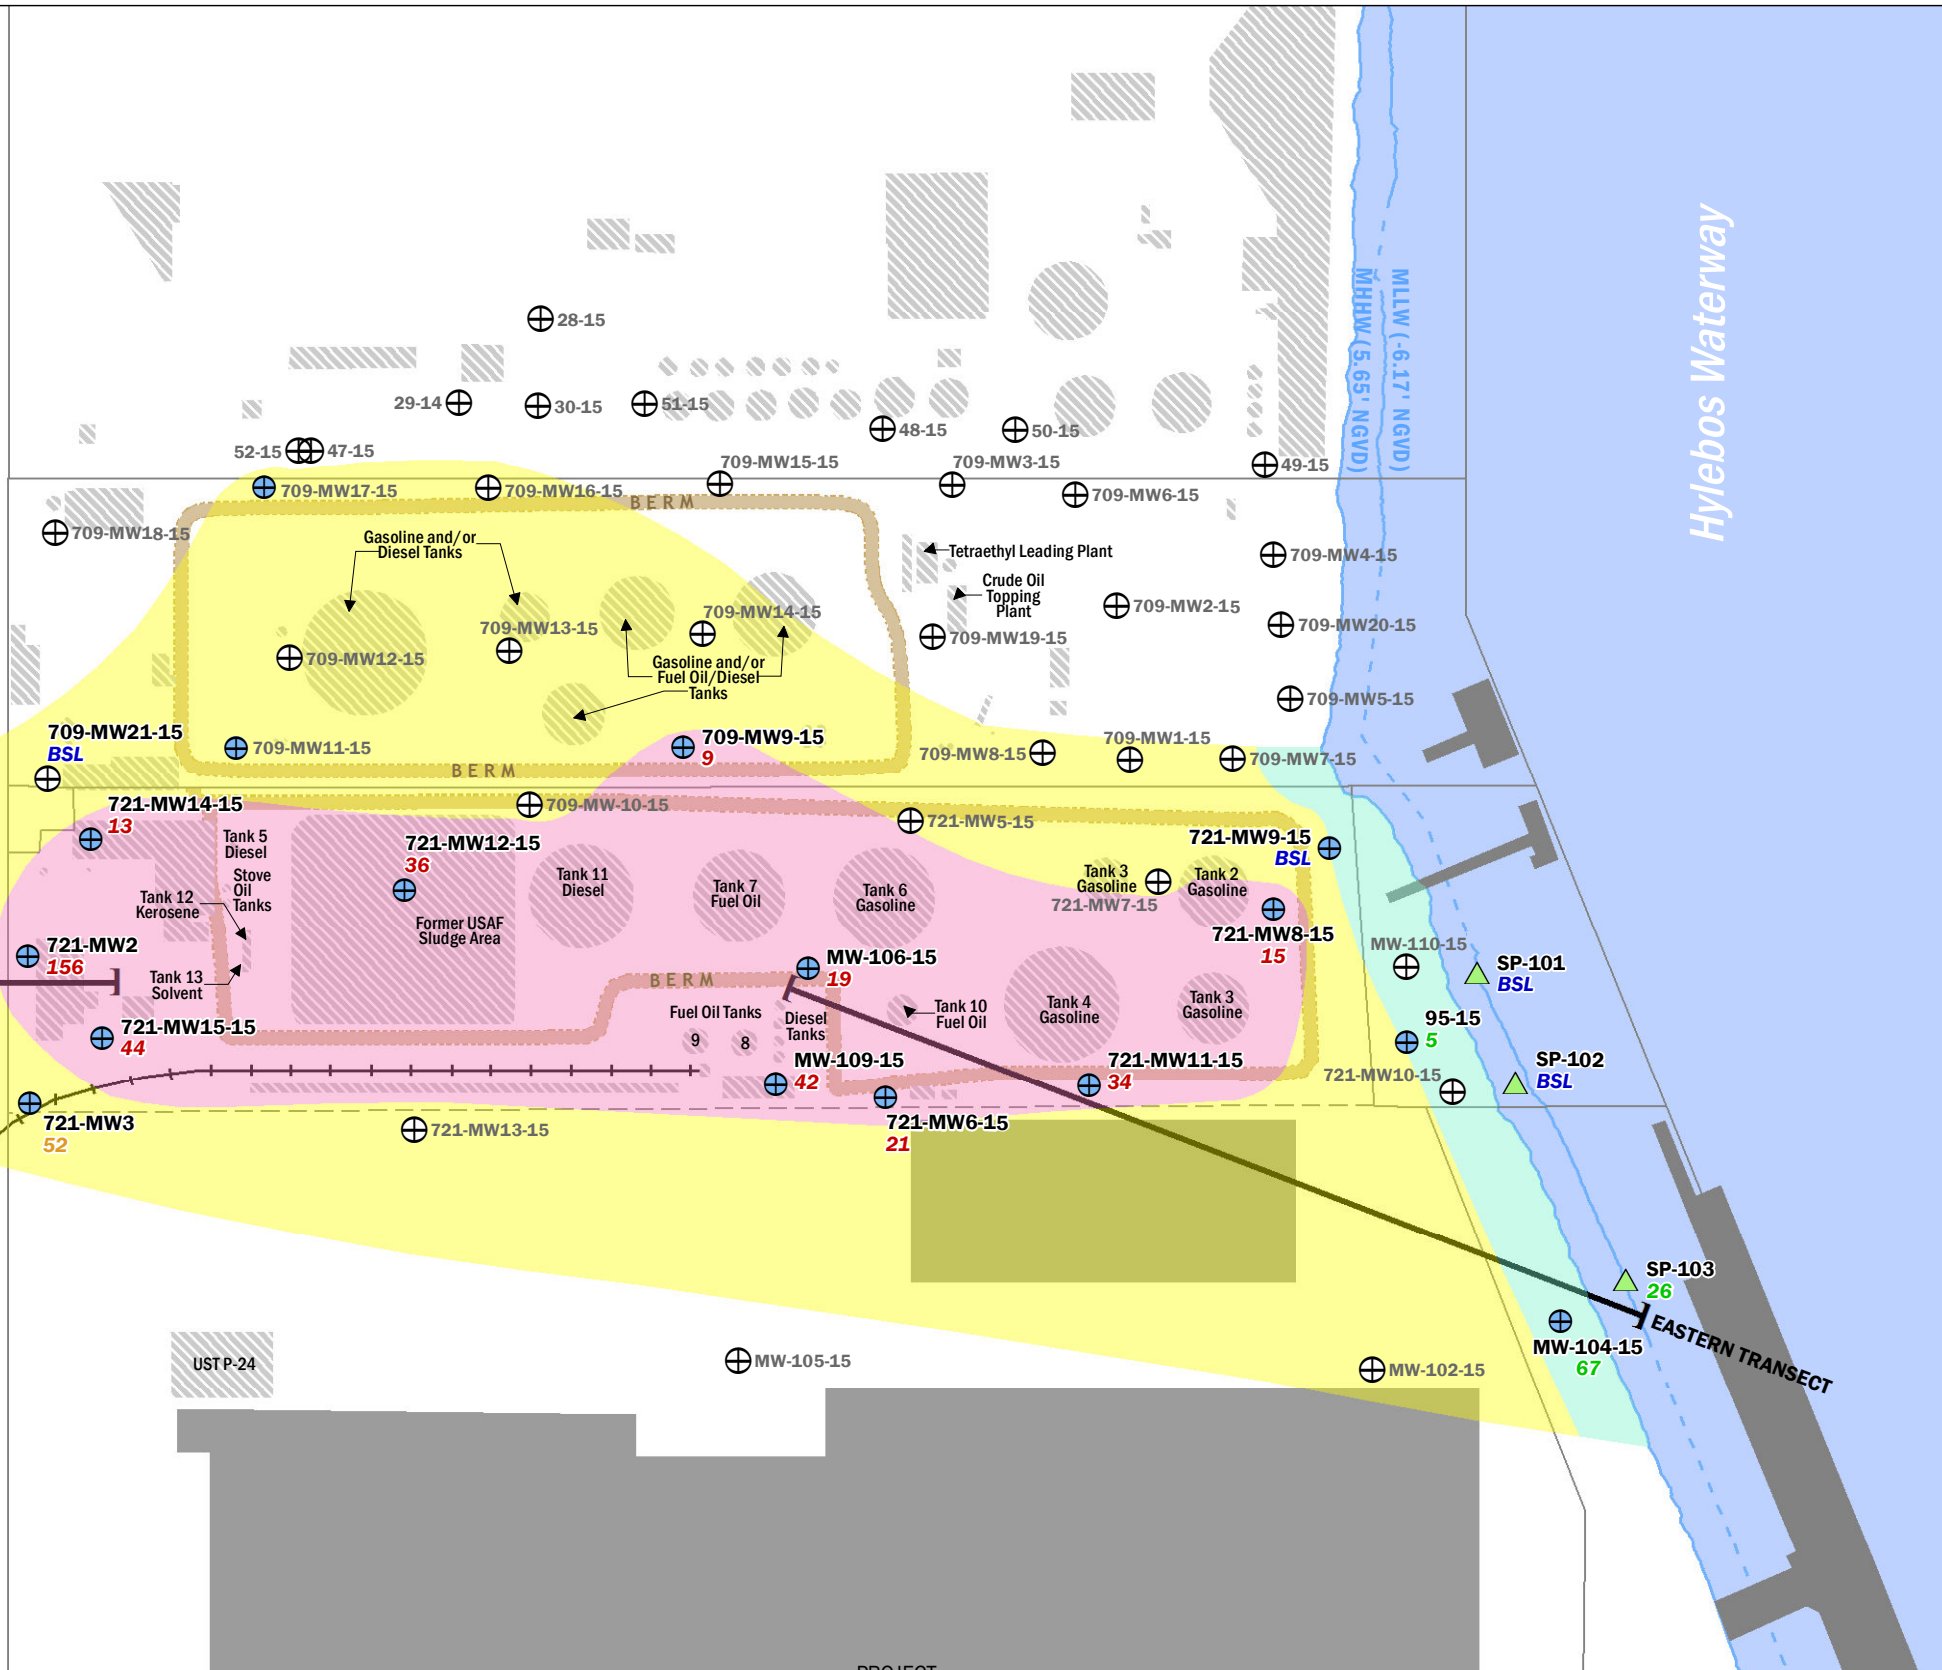 Hylebos Waterway
MHHW (5.65' NGVD)
MLLW (-6.17' NGVD)
28-15
29-14
30-15
51-15
48-15
50-15
52-15
47-15
709-MW15-15
709-MW3-15
49-15
709-MW17-15
709-MW16-15
BERM
709-MW6-15
709-MW18-15
Gasoline and/or
Diesel Tanks
Tetraethyl Leading Plant
709-MW4-15
Crude Oil
Topping
Plant
709-MW2-15
709-MW14-15
709-MW13-15
709-MW19-15
709-MW20-15
709-MW12-15
Gasoline and/or
Fuel Oil/Diesel
Tanks
709-MW5-15
709-MW21-15
BSL
709-MW11-15
709-MW9-15
9
709-MW8-15
709-MW1-15
709-MW7-15
BERM
721-MW14-15
13
709-MW-10-15
721-MW5-15
Tank 5
Diesel
721-MW12-15
36
721-MW9-15
BSL
Stove
Oil
Tanks
Tank 11
Diesel
Tank 7
Fuel Oil
Tank 6
Gasoline
Tank 3
Gasoline
Tank 2
Gasoline
Tank 12
Kerosene
721-MW7-15
Former USAF
Sludge Area
721-MW8-15
15
721-MW2
156
MW-110-15
MW-106-15
19
SP-101
BSL
Tank 13
Solvent
BERM
Tank 10
Fuel Oil
Tank 4
Gasoline
Tank 3
Gasoline
Fuel Oil Tanks
9
8
Diesel
Tanks
721-MW15-15
44
95-15
5
MW-109-15
42
721-MW11-15
34
SP-102
BSL
721-MW10-15
721-MW3
52
721-MW13-15
721-MW6-15
21
SP-103
26
MW-104-15
67
EASTERN TRANSECT
UST P-24
MW-105-15
MW-102-15
PROJECT